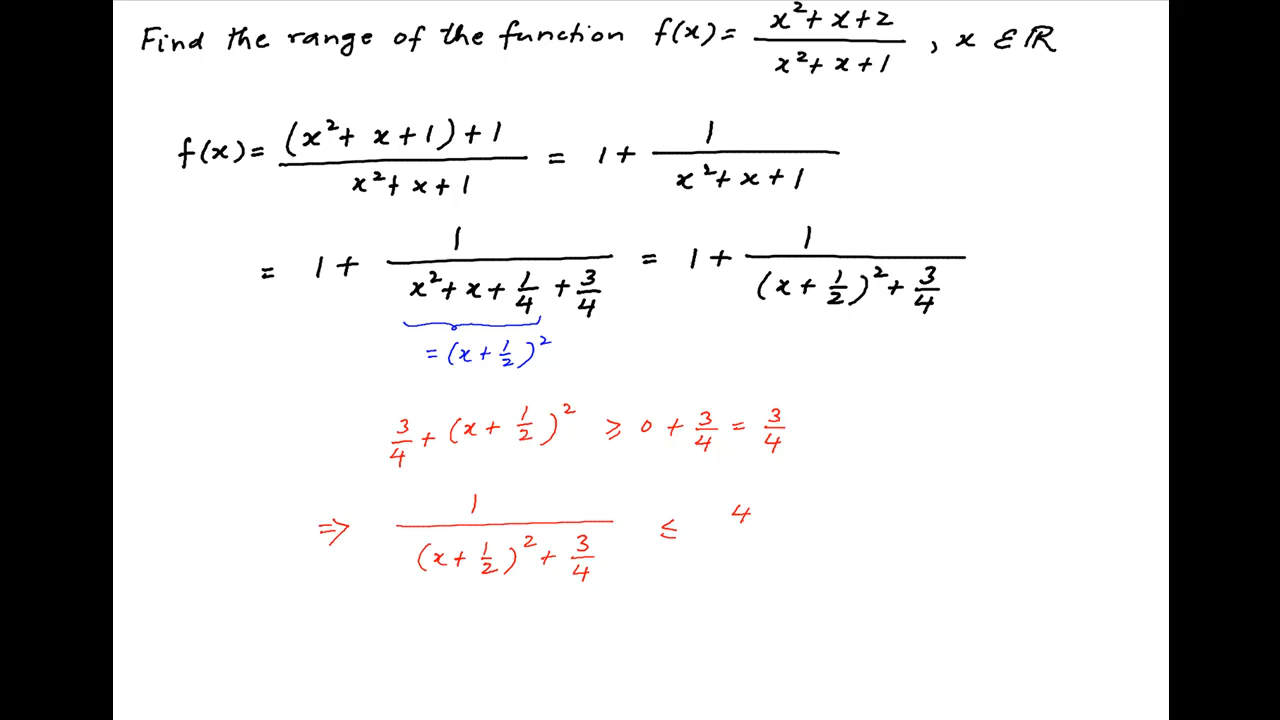 Find the range of the function f(x) = (x² + x + 2)/(x² + x + 1), x ∈ ℝ
f(x) = ((x² + x + 1) + 1)/(x² + x + 1) = 1 + 1/(x² + x + 1)
= 1 + 1/(x² + x + 1/4 + 3/4) = 1 + 1/((x + 1/2)² + 3/4)
= (x + 1/2)²
3/4 + (x + 1/2)² ⩾ 0 + 3/4 = 3/4
⇒ 1/((x + 1/2)² + 3/4) ≤ 4